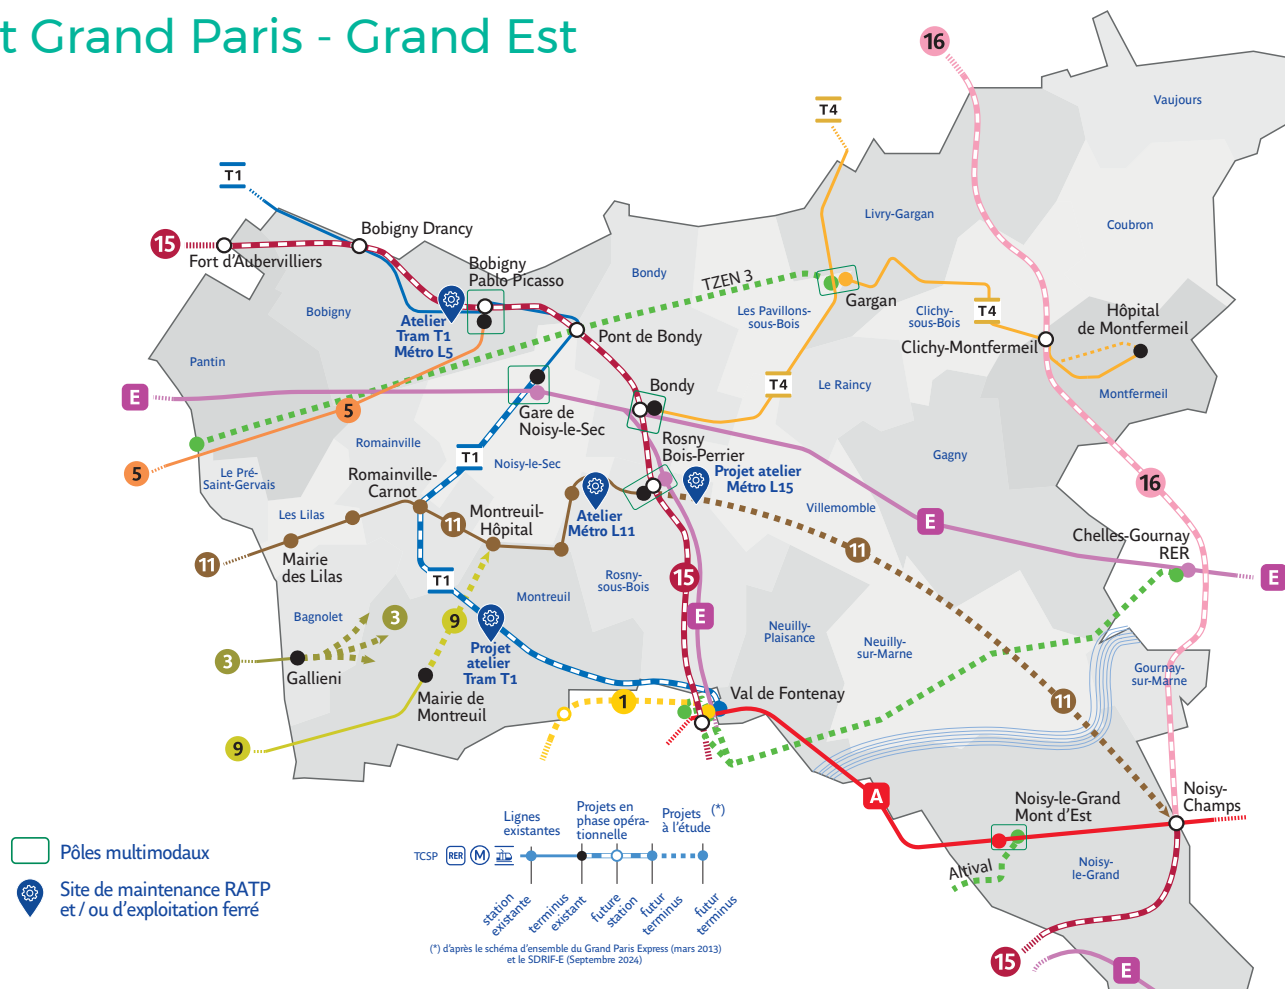 t Grand Paris - Grand Est
16
T4
Vaujours
T1
Livry-Gargan
Coubron
15
Bobigny Drancy
Fort d'Aubervilliers
Bobigny
Pablo Picasso
Bondy
TZEN 3
Gargan
Bobigny
Atelier
Tram T1
Métro L5
Les Pavillons-
sous-Bois
Clichy-
sous-Bois
T4
Hôpital
de Montfermeil
Pont de Bondy
Clichy-Montfermeil
Pantin
E
Bondy
T4
Le Raincy
Montfermeil
5
Gare de
Noisy-le-Sec
Romainville
T1
Noisy-le-Sec
Rosny
Bois-Perrier
Gagny
5
Le Pré-
Saint-Gervais
Romainville-
Carnot
Projet atelier
Métro L15
16
Les Lilas
11
Montreuil-
Hôpital
Atelier
Métro L11
Villemomble
E
Chelles-Gournay
RER
11
Mairie
des Lilas
11
E
T1
15
Rosny-
sous-Bois
Montreuil
Bagnolet
3
9
E
Neuilly-
Plaisance
Neuilly-
sur-Marne
Gournay-
sur-Marne
3
Gallieni
Projet
atelier
Tram T1
Mairie de
Montreuil
1
Val de Fontenay
11
9
A
Noisy-le-Grand
Mont d'Est
Noisy-
Champs
Altival
Noisy-
le-Grand
15
E
Pôles multimodaux
Site de maintenance RATP
et / ou d'exploitation ferré
Lignes
existantes
Projets en
phase opéra-
tionnelle
Projets
à l'étude
(*)
TCSP
RER
M
station
existante
terminus
existant
future
station
futur
terminus
futur
terminus
(*) d'après le schéma d'ensemble du Grand Paris Express (mars 2013)
et le SDRIF-E (Septembre 2024)